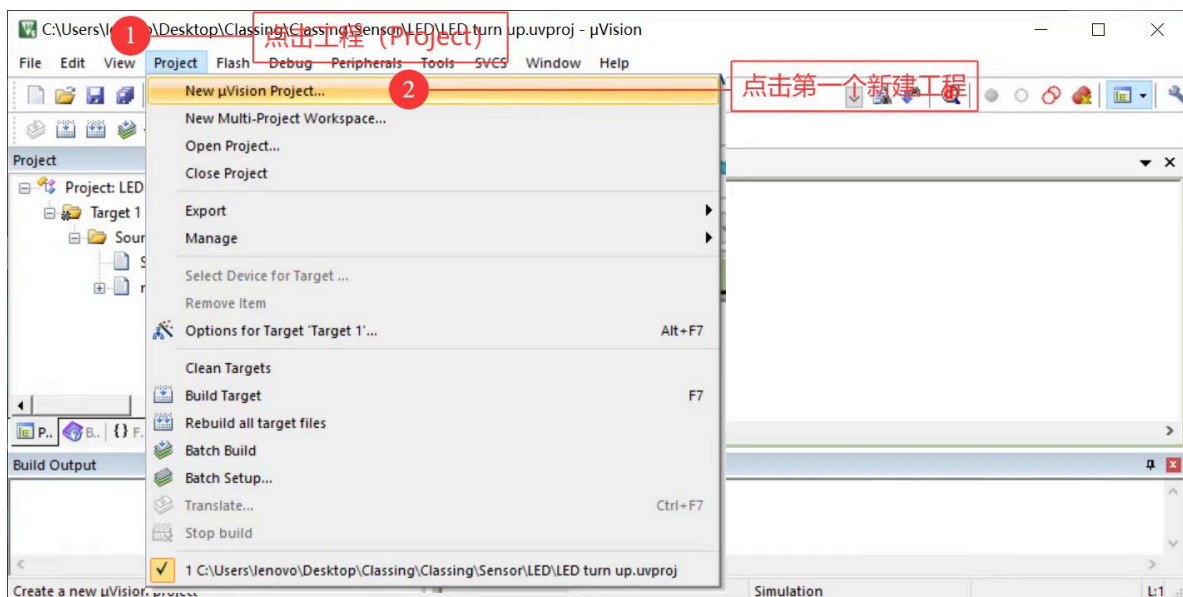 C:\Users\lenovo\Desktop\Classing\Classing\Sensor\LED\LED turn up.uvproj - µVision
1
点击工程（Project）
File Edit View Project Flash Debug Peripherals Tools SVCS Window Help
New µVision Project...
2
点击第一个新建工程
New Multi-Project Workspace...
Open Project...
Project
Close Project
Project: LED
Target 1
Export
Sour
Manage
Select Device for Target ...
Remove Item
Options for Target 'Target 1'... Alt+F7
Clean Targets
Build Target F7
Rebuild all target files
P.. B.. {} F.
Batch Build
Build Output
Batch Setup...
Translate... Ctrl+F7
Stop build
1 C:\Users\lenovo\Desktop\Classing\Classing\Sensor\LED\LED turn up.uvproj
Create a new µVision project
Simulation
L:1